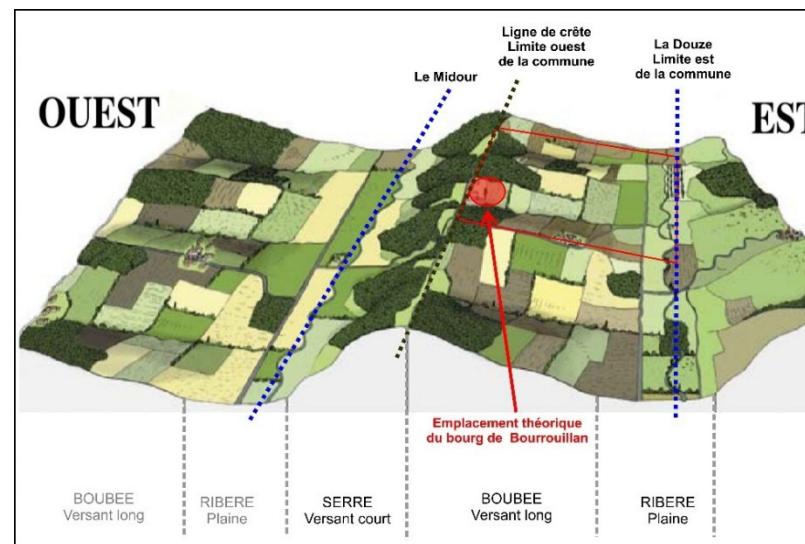 Ligne de crête
Limite ouest
de la commune
La Douze
Limite est
de la commune
Le Midour
OUEST
EST
Emplacement théorique
du bourg de Bourrouillan
BOUBEE
Versant long
RIBERE
Plaine
SERRE
Versant court
BOUBEE
Versant long
RIBERE
Plaine